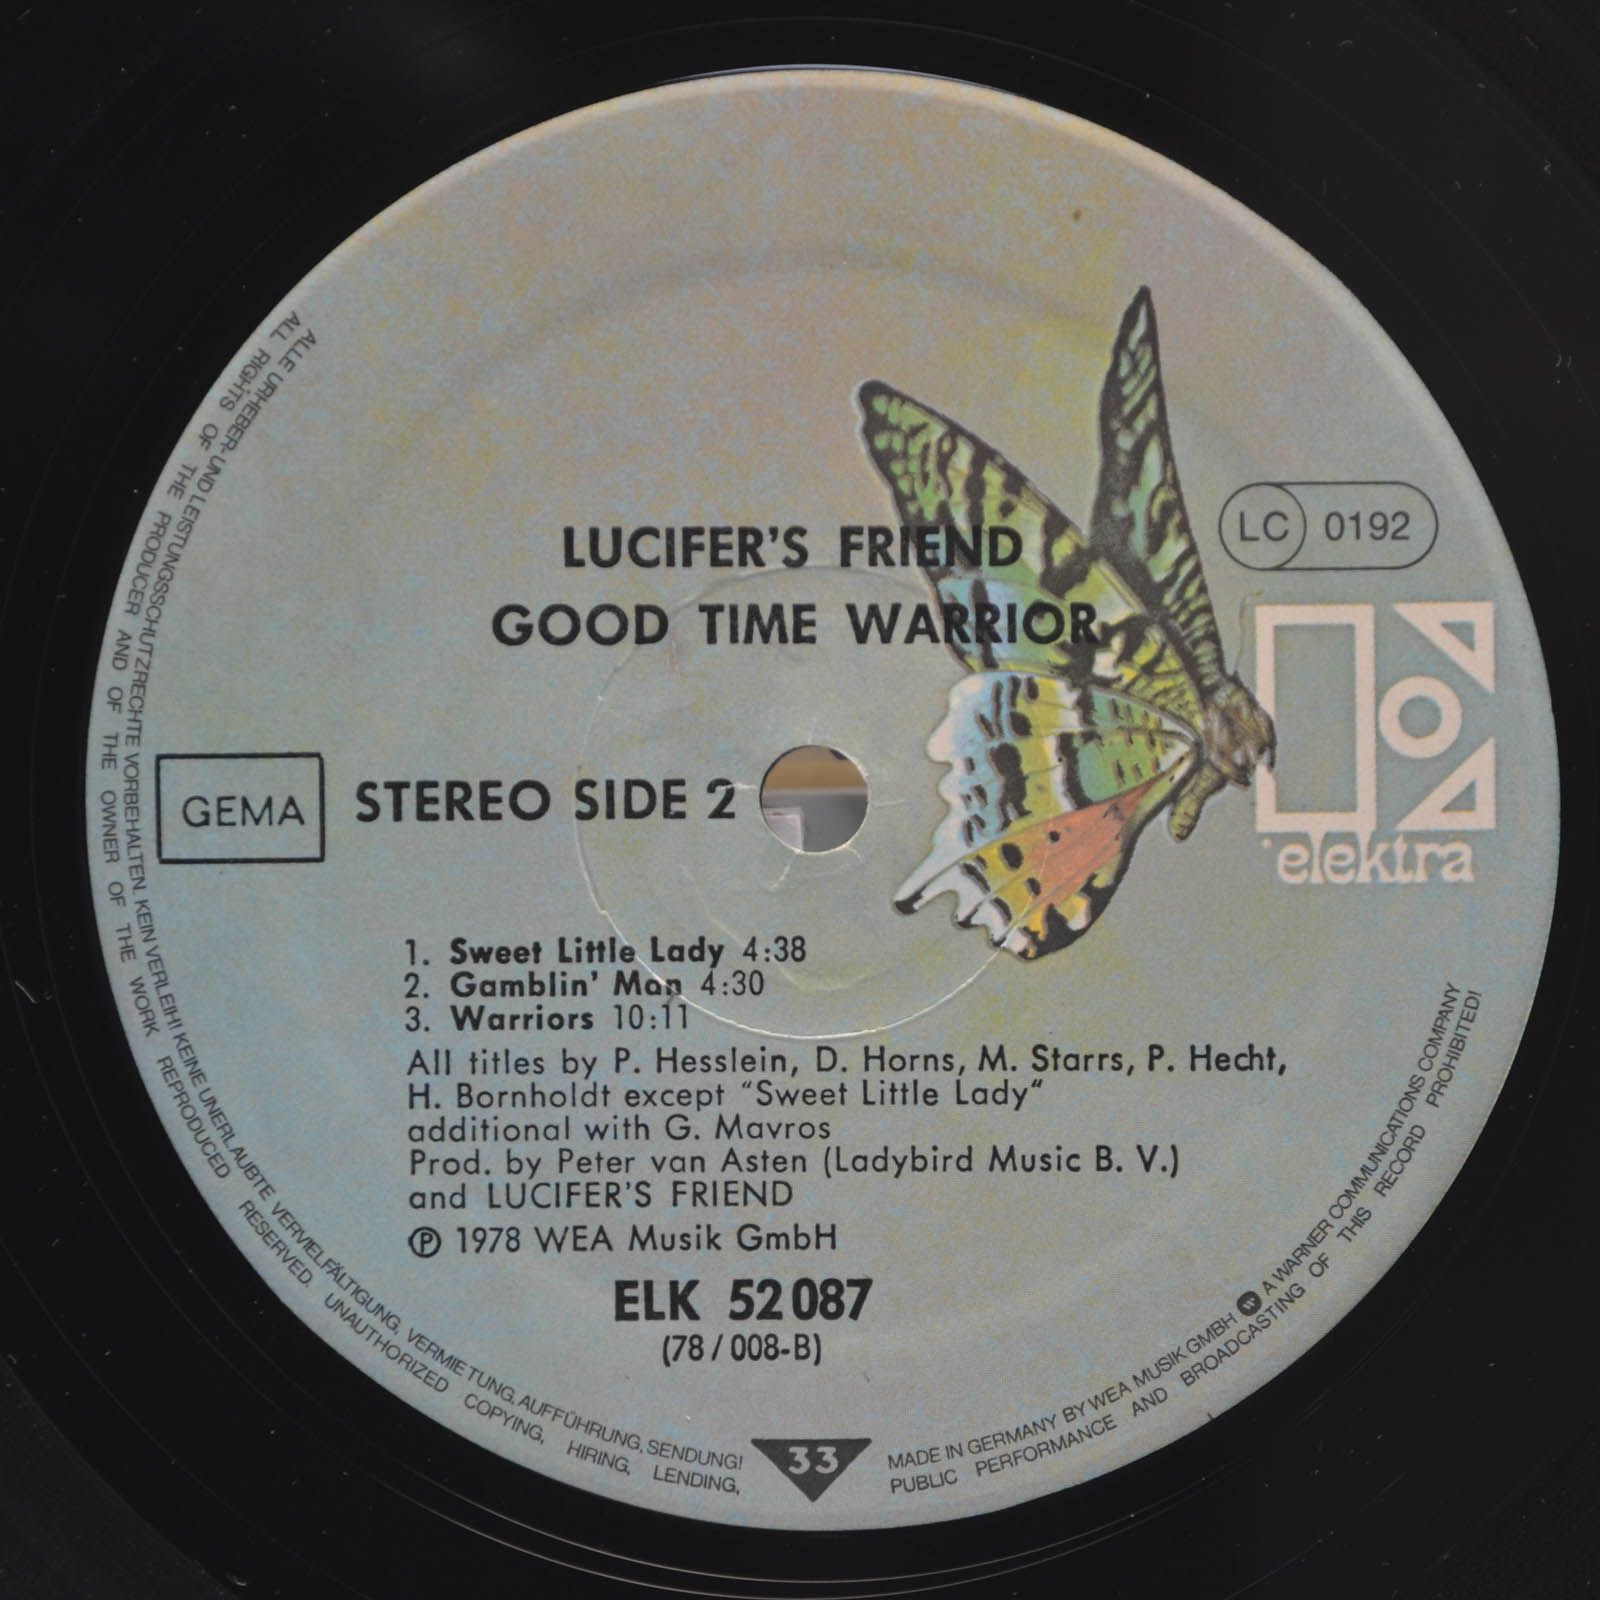 LUCIFER'S FRIEND
GOOD TIME WARRIOR
LC 0192
elektra
GEMA
STEREO SIDE 2
1. Sweet Little Lady 4:38
2. Gamblin' Man 4:30
3. Warriors 10:11
All titles by P. Hesslein, D. Horns, M. Starrs, P. Hecht,
H. Bornholdt except "Sweet Little Lady"
additional with G. Mavros
Prod. by Peter van Asten (Ladybird Music B. V.)
and LUCIFER'S FRIEND
℗ 1978 WEA Musik GmbH
ELK 52 087
(78 / 008-B)
33
ALLE URHEBER- UND LEISTUNGSSCHUTZRECHTE VORBEHALTEN. KEIN VERLEIH! KEINE UNERLAUBTE VERVIELFÄLTIGUNG, VERMIETUNG, AUFFÜHRUNG, SENDUNG!
ALL RIGHTS OF THE PRODUCER AND OF THE OWNER OF THE WORK REPRODUCED RESERVED. UNAUTHORIZED COPYING, HIRING, LENDING,
MADE IN GERMANY BY WEA MUSIK GMBH W A WARNER COMMUNICATIONS COMPANY
PUBLIC PERFORMANCE AND BROADCASTING OF THIS RECORD PROHIBITED!